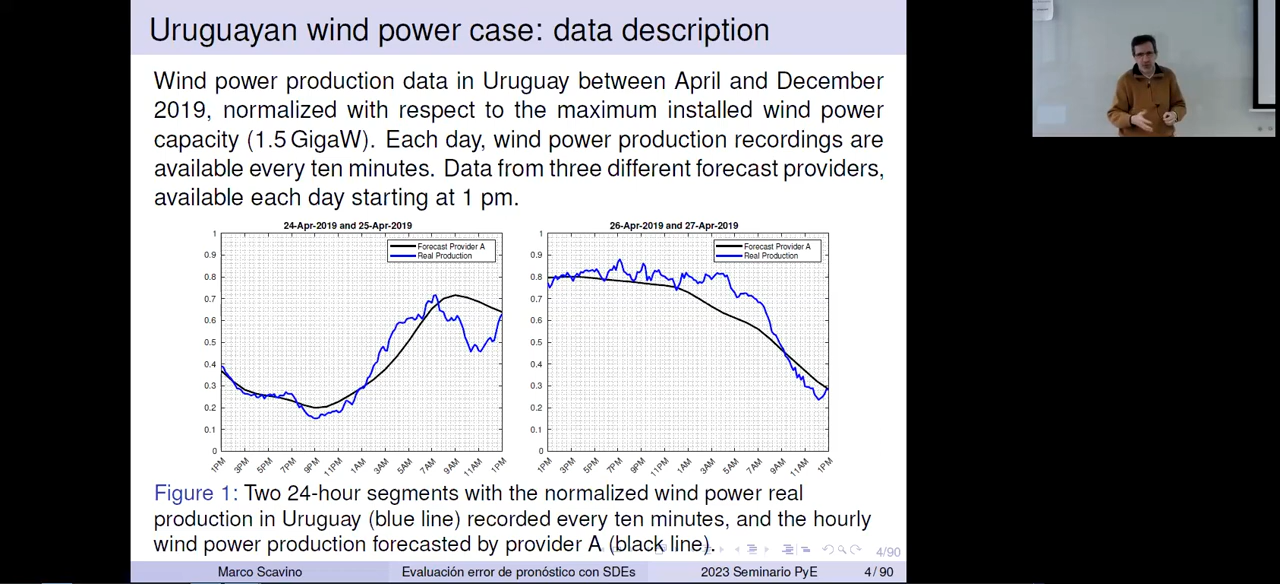 Uruguayan wind power case: data description
Wind power production data in Uruguay between April and December
2019, normalized with respect to the maximum installed wind power
capacity (1.5 GigaW). Each day, wind power production recordings are
available every ten minutes. Data from three different forecast providers,
available each day starting at 1 pm.
24-Apr-2019 and 25-Apr-2019
Forecast Provider A
Real Production
1
0.9
0.8
0.7
0.6
0.5
0.4
0.3
0.2
0.1
0
1PM 3PM 5PM 7PM 9PM 11PM 1AM 3AM 5AM 7AM 9AM 11AM 1PM
26-Apr-2019 and 27-Apr-2019
Forecast Provider A
Real Production
1
0.9
0.8
0.7
0.6
0.5
0.4
0.3
0.2
0.1
0
1PM 3PM 5PM 7PM 9PM 11PM 1AM 3AM 5AM 7AM 9AM 11AM 1PM
Figure 1: Two 24-hour segments with the normalized wind power real
production in Uruguay (blue line) recorded every ten minutes, and the hourly
wind power production forecasted by provider A (black line).
4/90
Marco Scavino Evaluación error de pronóstico con SDEs 2023 Seminario PyE 4 / 90